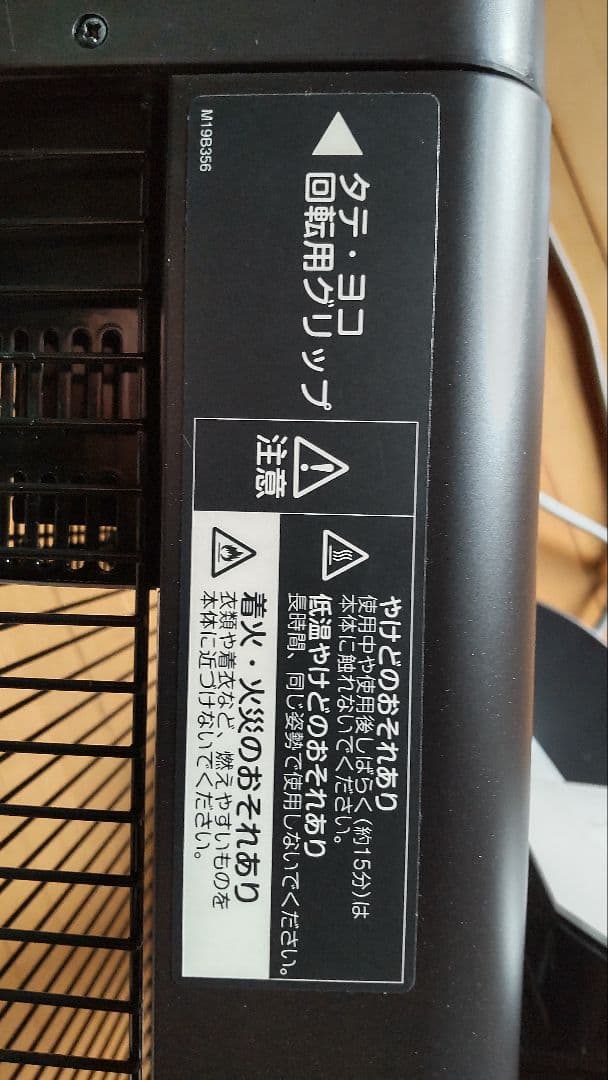 タテ・ヨコ
回転用グリップ
M19B356
注意
やけどのおそれあり
使用中や使用後しばらく(約15分)は
本体に触れないでください。
低温やけどのおそれあり
長時間、同じ姿勢で使用しないでください。
着火・火災のおそれあり
衣類や着衣など、燃えやすいものを
本体に近づけないでください。